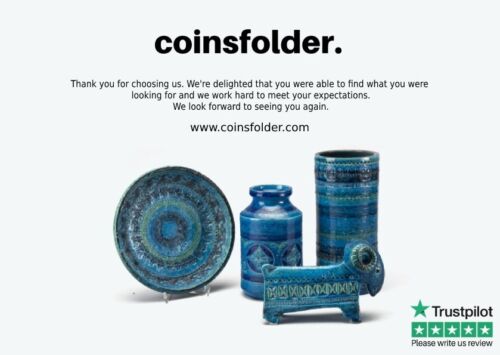 coinsfolder.
Thank you for choosing us. We're delighted that you were able to find what you were
looking for and we work hard to meet your expectations.
We look forward to seeing you again.
www.coinsfolder.com
Trustpilot
Please write us review